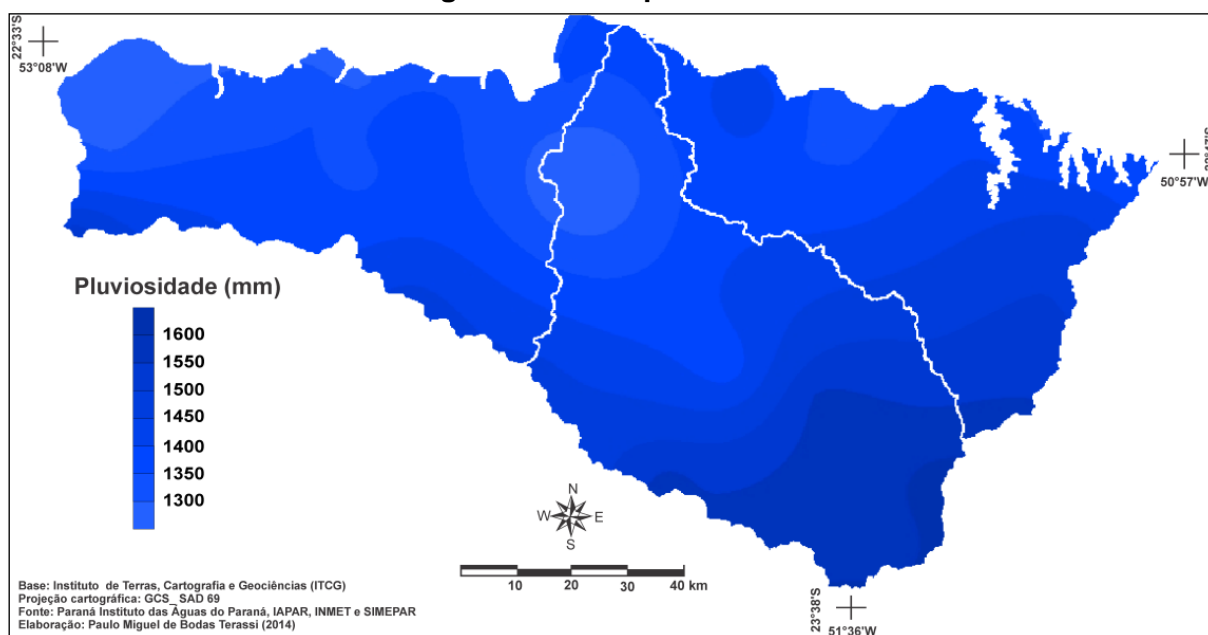 22°33'S
53°08'W
50°57'W
Pluviosidade (mm)
1600
1550
1500
1450
1400
1350
1300
N
W E
S
10 20 30 40 km
Base: Instituto de Terras, Cartografia e Geociências (ITCG)
Projeção cartográfica: GCS_SAD 69
Fonte: Paraná Instituto das Águas do Paraná, IAPAR, INMET e SIMEPAR
Elaboração: Paulo Miguel de Bodas Terassi (2014)
23°38'S
51°36'W